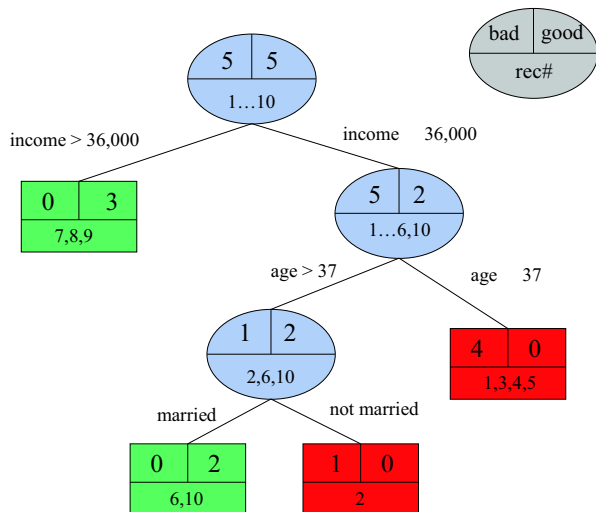 bad good
rec#
5 5
1…10
income > 36,000
income 36,000
0 3
7,8,9
5 2
1…6,10
age > 37
age 37
1 2
2,6,10
4 0
1,3,4,5
married
not married
0 2
6,10
1 0
2